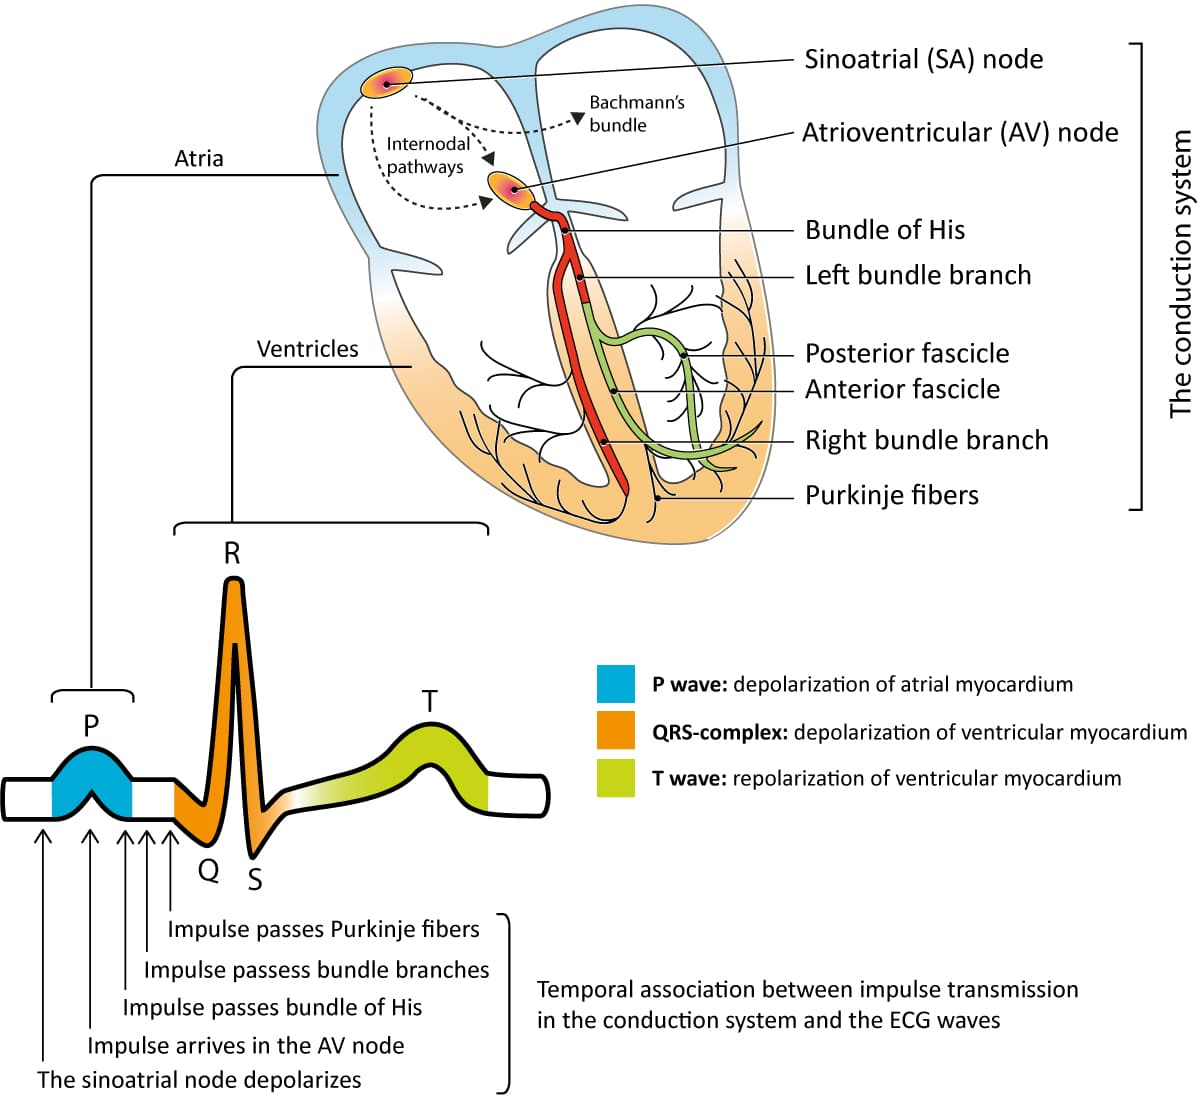 Sinoatrial (SA) node
Bachmann's
bundle
Atrioventricular (AV) node
Internodal
pathways
Atria
Bundle of His
Left bundle branch
Ventricles
Posterior fascicle
Anterior fascicle
Right bundle branch
Purkinje fibers
The conduction system
R
P
T
Q
S
P wave: depolarization of atrial myocardium
QRS-complex: depolarization of ventricular myocardium
T wave: repolarization of ventricular myocardium
Impulse passes Purkinje fibers
Impulse passess bundle branches
Impulse passes bundle of His
Impulse arrives in the AV node
The sinoatrial node depolarizes
Temporal association between impulse transmission
in the conduction system and the ECG waves